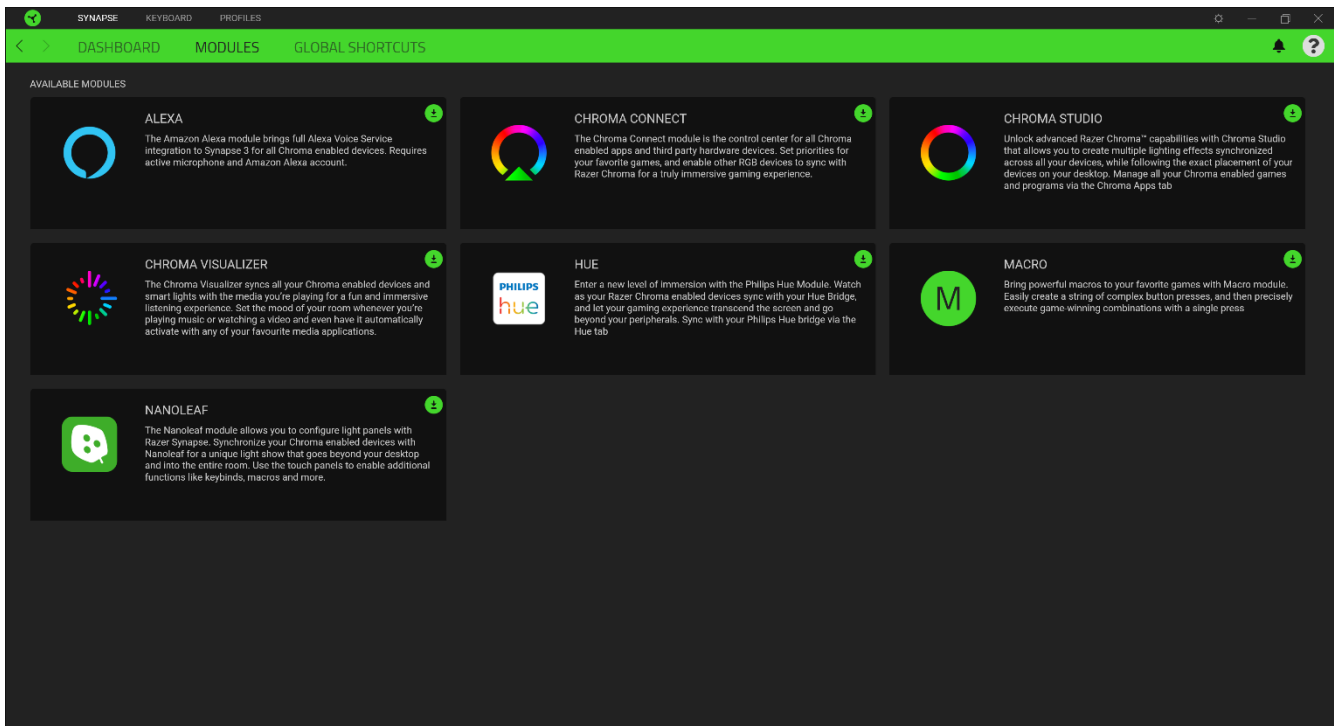 SYNAPSE KEYBOARD PROFILES
DASHBOARD MODULES GLOBAL SHORTCUTS
?
AVAILABLE MODULES
ALEXA
The Amazon Alexa module brings full Alexa Voice Service
integration to Synapse 3 for all Chroma enabled devices. Requires
active microphone and Amazon Alexa account.
CHROMA CONNECT
The Chroma Connect module is the control center for all Chroma
enabled apps and third party hardware devices. Set priorities for
your favorite games, and enable other RGB devices to sync with
Razer Chroma for a truly immersive gaming experience.
CHROMA STUDIO
Unlock advanced Razer Chroma™ capabilities with Chroma Studio
that allows you to create multiple lighting effects synchronized
across all your devices, while following the exact placement of your
devices on your desktop. Manage all your Chroma enabled games
and programs via the Chroma Apps tab
CHROMA VISUALIZER
The Chroma Visualizer syncs all your Chroma enabled devices and
smart lights with the media you're playing for a fun and immersive
listening experience. Set the mood of your room whenever you're
playing music or watching a video and even have it automatically
activate with any of your favourite media applications.
PHILIPS
hue
HUE
Enter a new level of immersion with the Philips Hue Module. Watch
as your Razer Chroma enabled devices sync with your Hue Bridge,
and let your gaming experience transcend the screen and go
beyond your peripherals. Sync with your Philips Hue bridge via the
Hue tab
M
MACRO
Bring powerful macros to your favorite games with Macro module.
Easily create a string of complex button presses, and then precisely
execute game-winning combinations with a single press
NANOLEAF
The Nanoleaf module allows you to configure light panels with
Razer Synapse. Synchronize your Chroma enabled devices with
Nanoleaf for a unique light show that goes beyond your desktop
and into the entire room. Use the touch panels to enable additional
functions like keybinds, macros and more.